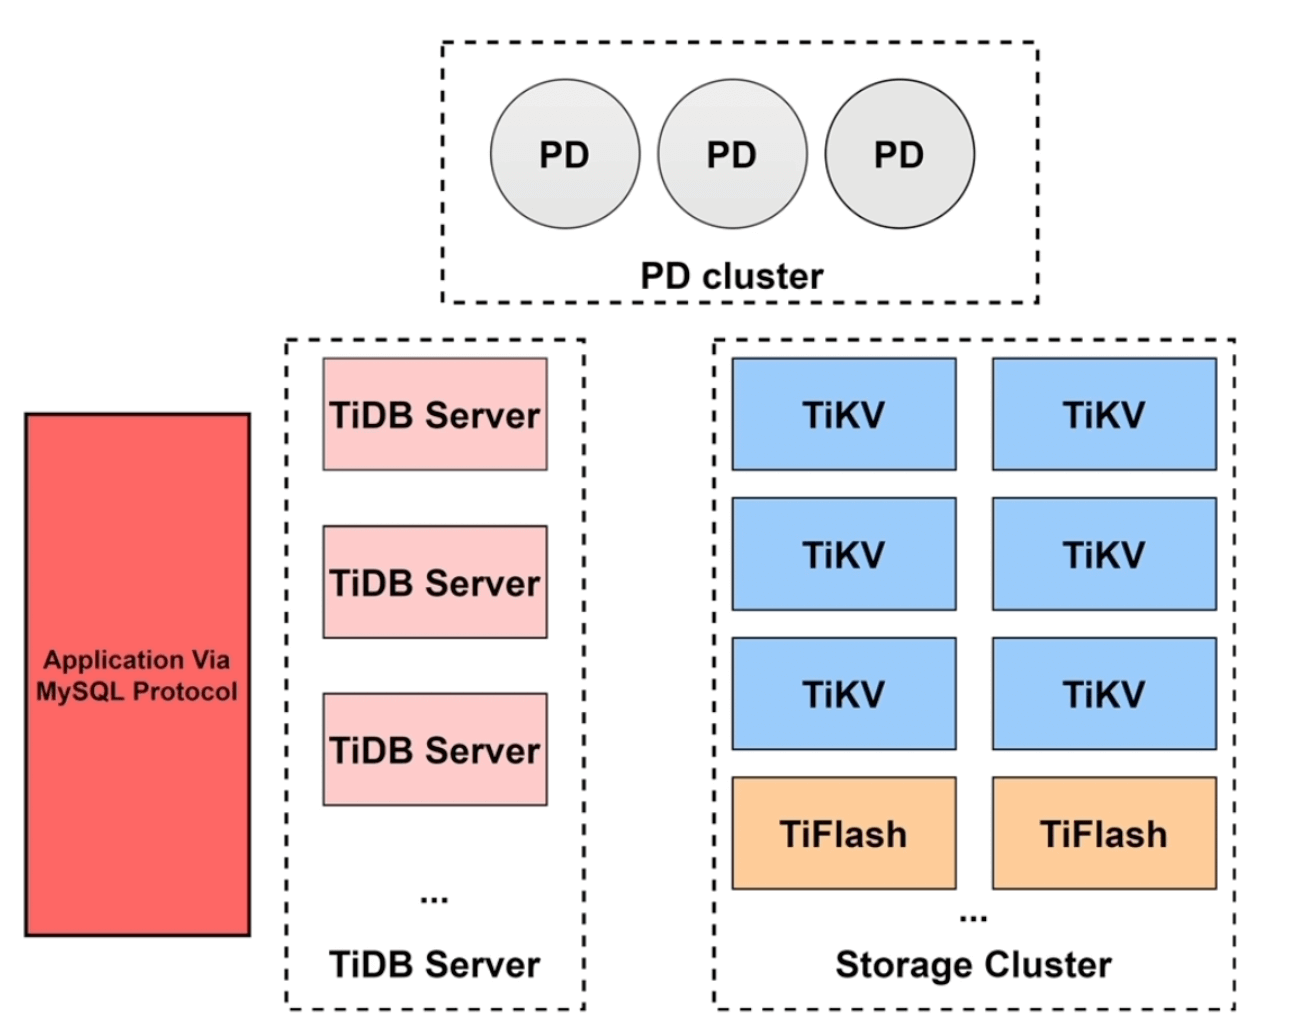 PD PD PD
PD cluster
Application Via
MySQL Protocol
TiDB Server
TiDB Server
TiDB Server
...
TiDB Server
TiKV TiKV
TiKV TiKV
TiKV TiKV
TiFlash TiFlash
...
Storage Cluster